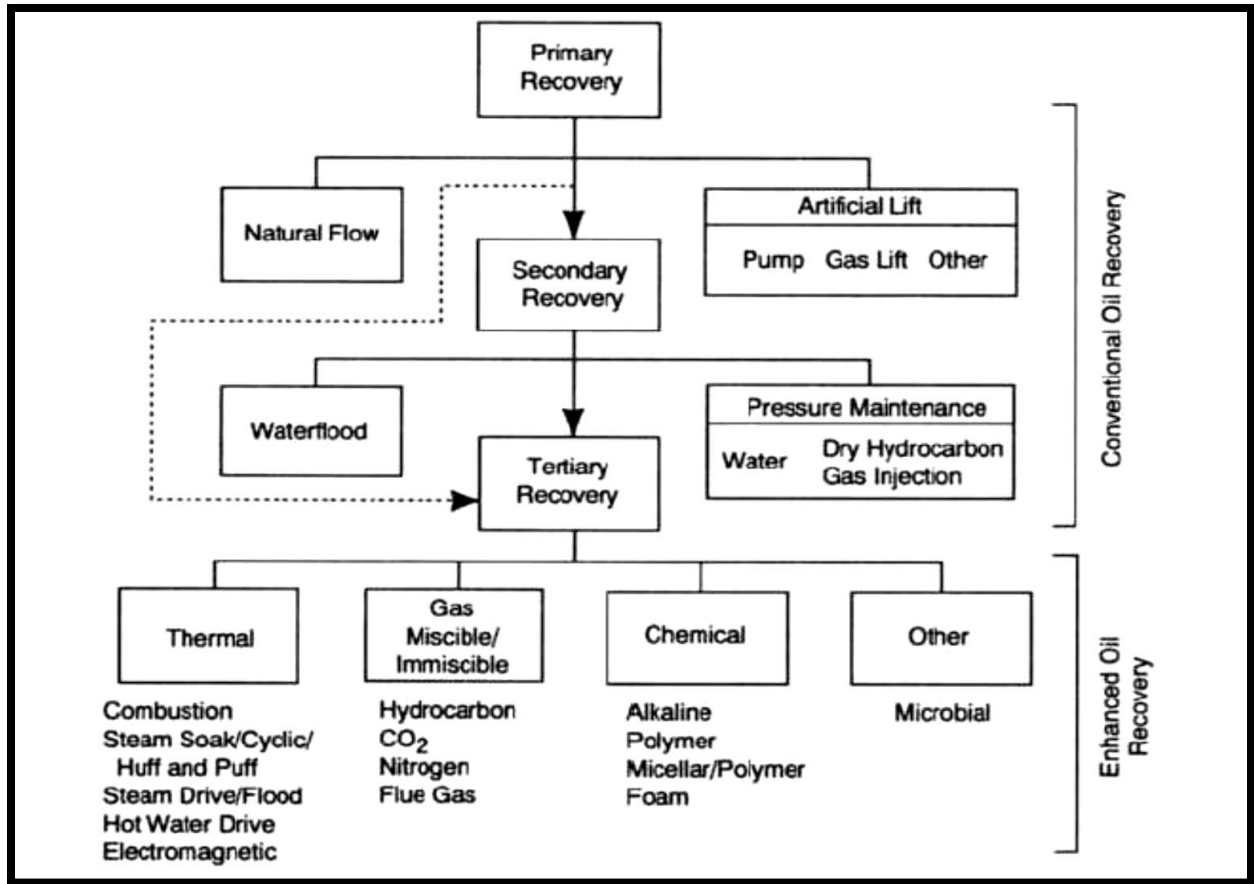 Primary
Recovery
Natural Flow
Artificial Lift
Pump Gas Lift Other
Secondary
Recovery
Waterflood
Pressure Maintenance
Water
Dry Hydrocarbon
Gas Injection
Tertiary
Recovery
Conventional Oil Recovery
Thermal
Combustion
Steam Soak/Cyclic/
Huff and Puff
Steam Drive/Flood
Hot Water Drive
Electromagnetic
Gas
Miscible/
Immiscible
Hydrocarbon
CO2
Nitrogen
Flue Gas
Chemical
Alkaline
Polymer
Micellar/Polymer
Foam
Other
Microbial
Enhanced Oil
Recovery